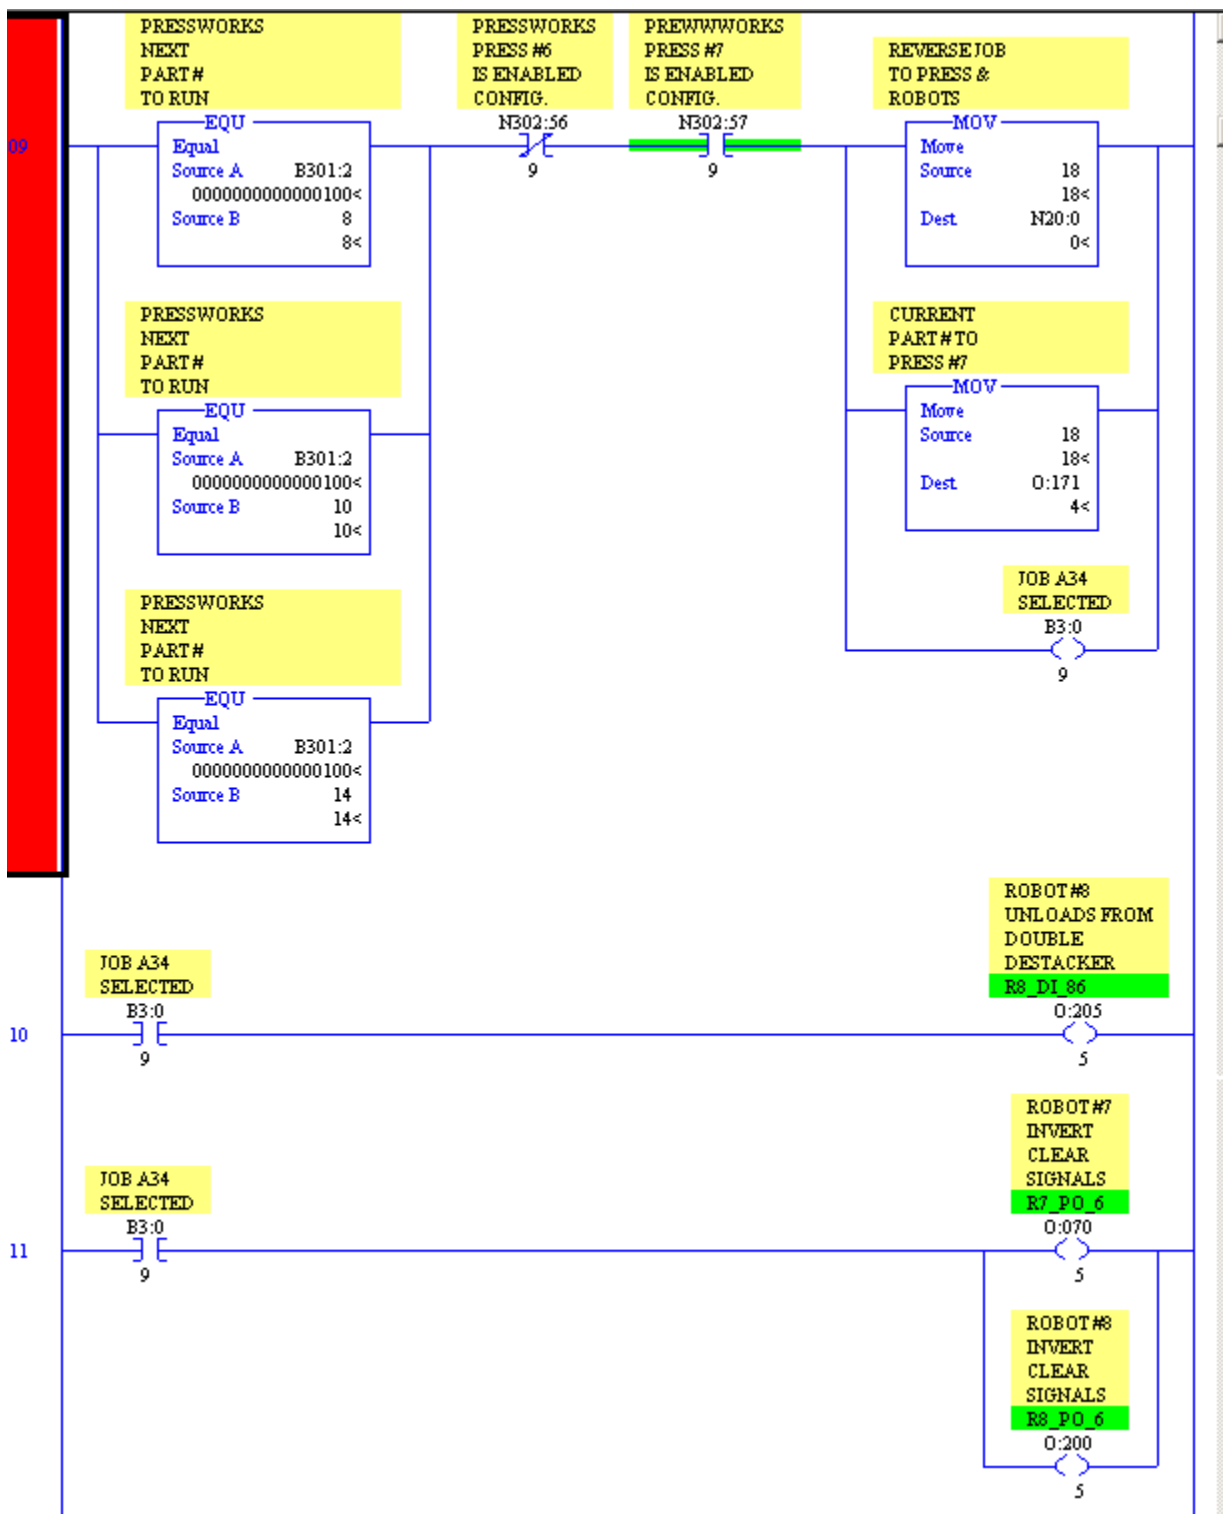 PRESSWORKS
NEXT
PART#
TO RUN
PRESSWORKS
PRESS #6
IS ENABLED
CONFIG.
PREWWWORKS
PRESS #7
IS ENABLED
CONFIG.
REVERSE JOB
TO PRESS &
ROBOTS
09
EQU
Equal
Source A B301:2
0000000000000100<
Source B 8
8<
N302:56
9
N302:57
9
MOV
Move
Source 18
18<
Dest N20:0
0<
PRESSWORKS
NEXT
PART#
TO RUN
EQU
Equal
Source A B301:2
0000000000000100<
Source B 10
10<
CURRENT
PART# TO
PRESS #7
MOV
Move
Source 18
18<
Dest O:171
4<
PRESSWORKS
NEXT
PART#
TO RUN
EQU
Equal
Source A B301:2
0000000000000100<
Source B 14
14<
JOB A34
SELECTED
B3:0
9
10
JOB A34
SELECTED
B3:0
9
ROBOT #8
UNLOADS FROM
DOUBLE
DESTACKER
R8_DI_86
O:205
5
11
JOB A34
SELECTED
B3:0
9
ROBOT #7
INVERT
CLEAR
SIGNALS
R7_PO_6
O:070
5
ROBOT #8
INVERT
CLEAR
SIGNALS
R8_PO_6
O:200
5